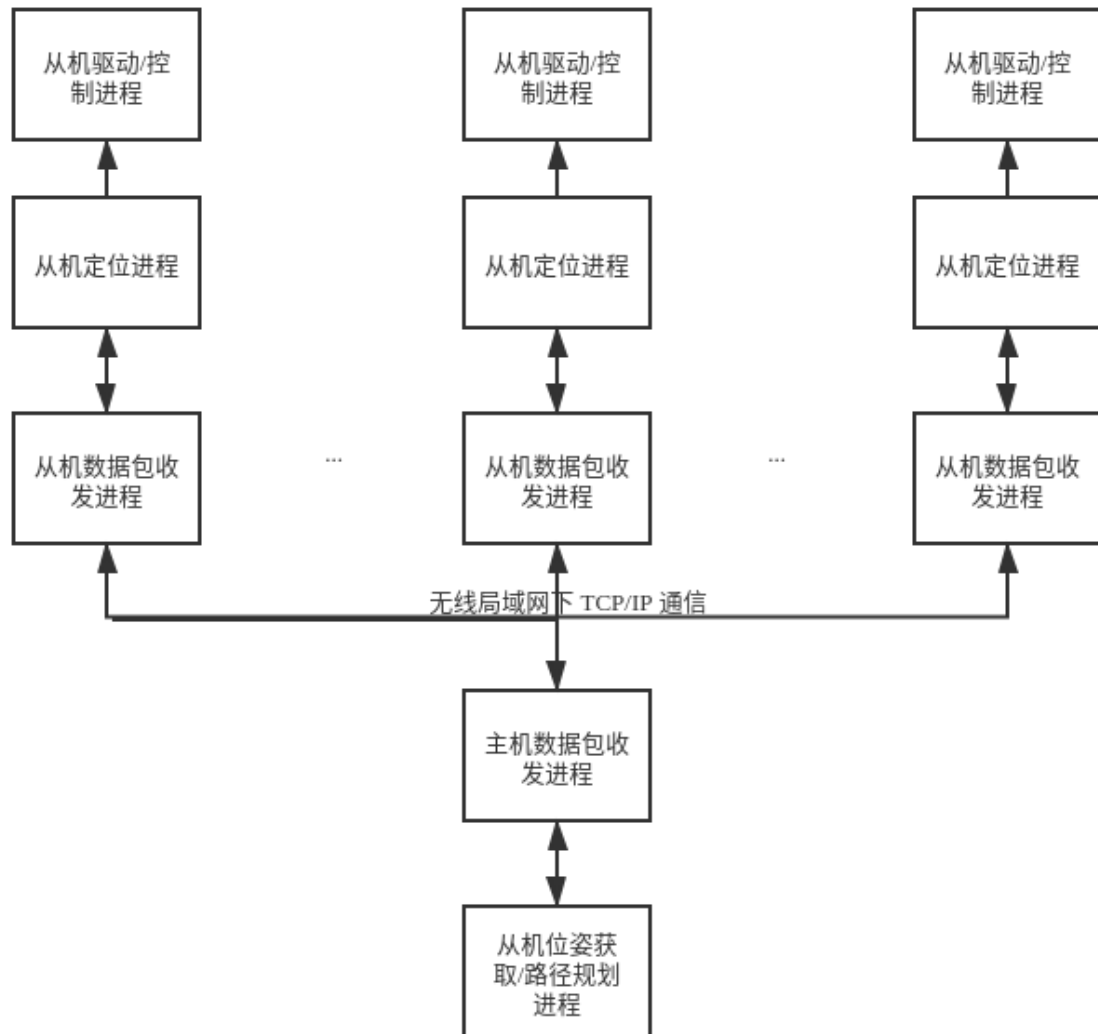 从机驱动/控
制进程
从机驱动/控
制进程
从机驱动/控
制进程
从机定位进程
从机定位进程
从机定位进程
从机数据包收
发进程
...
从机数据包收
发进程
...
从机数据包收
发进程
无线局域网下 TCP/IP 通信
主机数据包收
发进程
从机位姿获
取/路径规划
进程